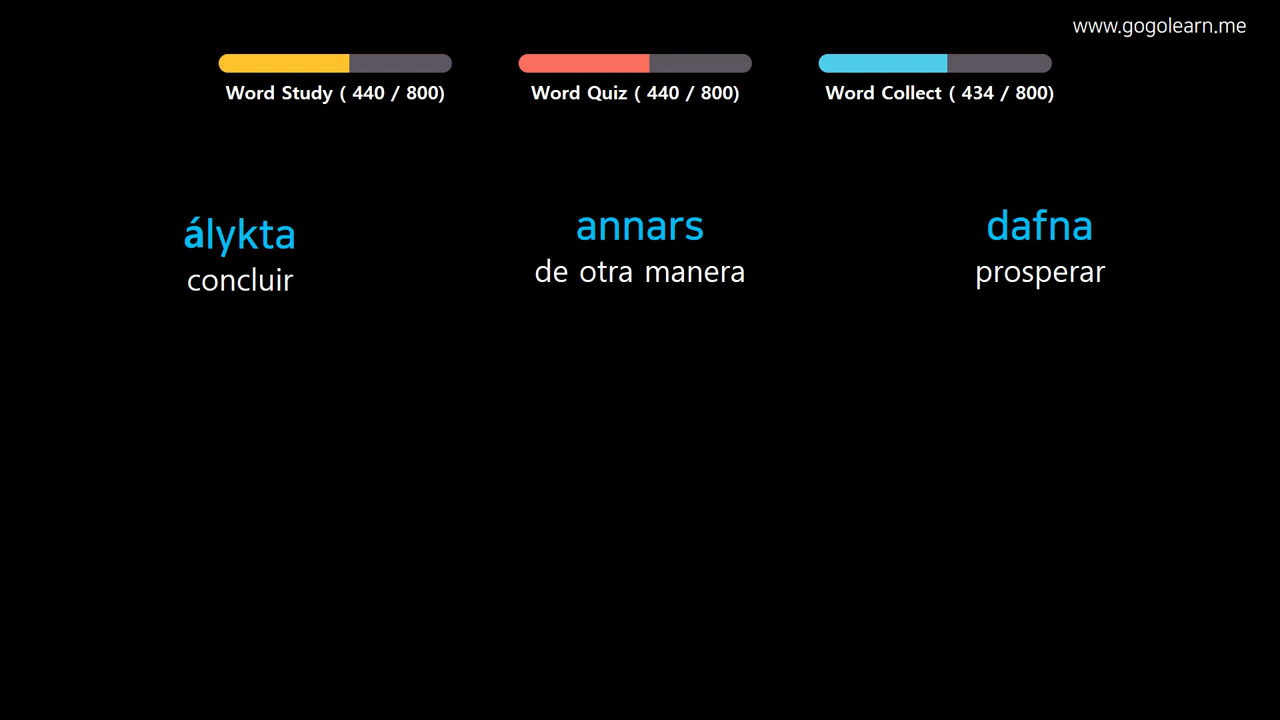 www.gogolearn.me
Word Study ( 440 / 800)
Word Quiz ( 440 / 800)
Word Collect ( 434 / 800)
álykta
concluir
annars
de otra manera
dafna
prosperar